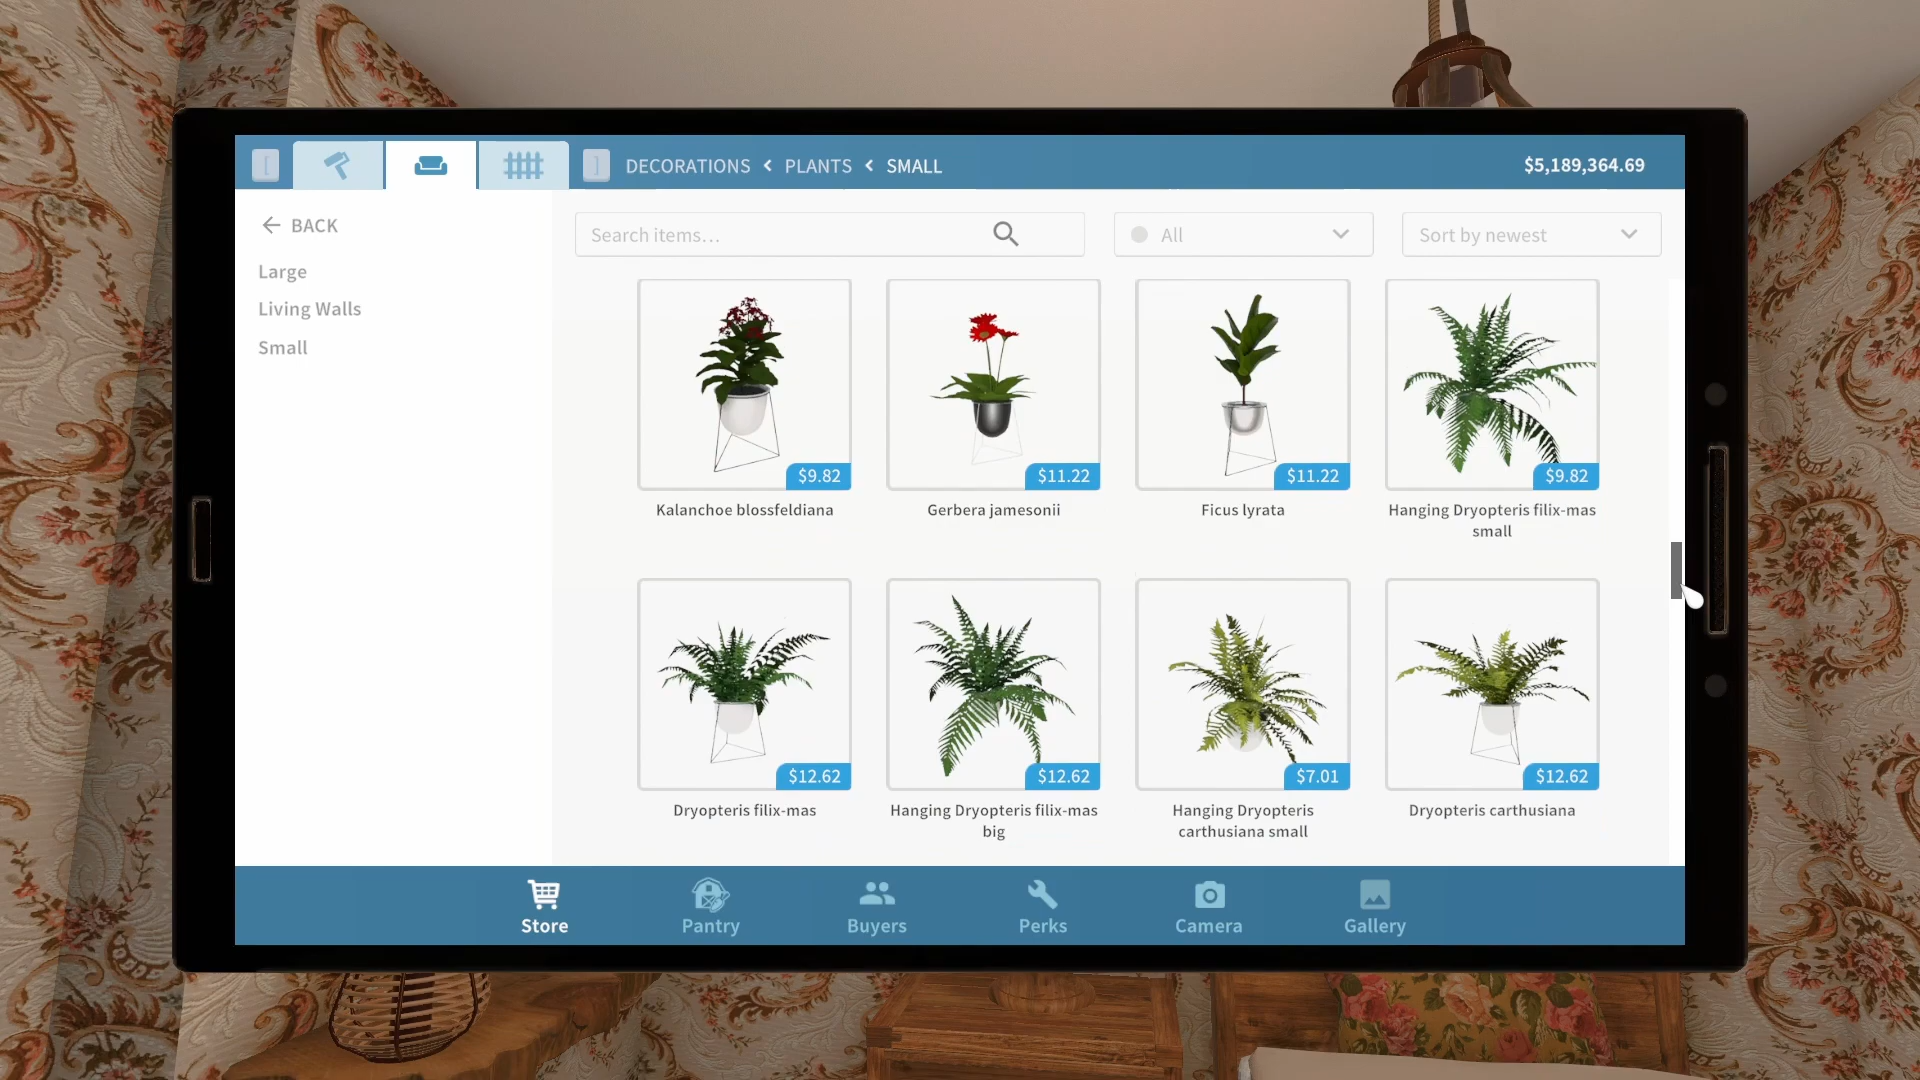 [
]
DECORATIONS < PLANTS < SMALL
$5,189,364.69
BACK
Large
Living Walls
Small
Search items...
All
Sort by newest
$9.82
$11.22
$11.22
$9.82
Kalanchoe blossfeldiana
Gerbera jamesonii
Ficus lyrata
Hanging Dryopteris filix-mas
small
$12.62
$12.62
$7.01
$12.62
Dryopteris filix-mas
Hanging Dryopteris filix-mas
big
Hanging Dryopteris
carthusiana small
Dryopteris carthusiana
Store
Pantry
Buyers
Perks
Camera
Gallery